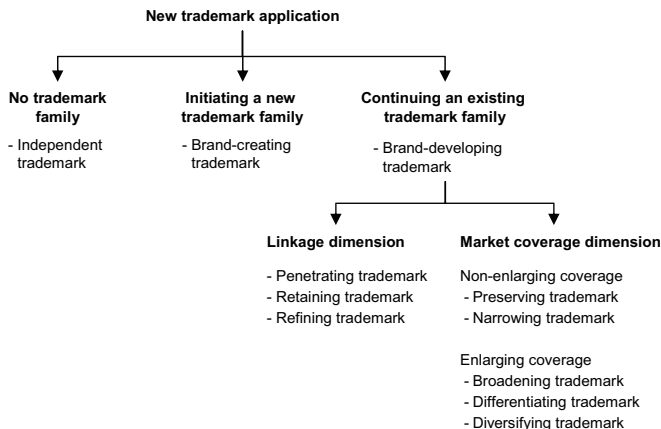 New trademark application
No trademark
family
- Independent
trademark
Initiating a new
trademark family
- Brand-creating
trademark
Continuing an existing
trademark family
- Brand-developing
trademark
Linkage dimension
- Penetrating trademark
- Retaining trademark
- Refining trademark
Market coverage dimension
Non-enlarging coverage
- Preserving trademark
- Narrowing trademark
Enlarging coverage
- Broadening trademark
- Differentiating trademark
- Diversifying trademark